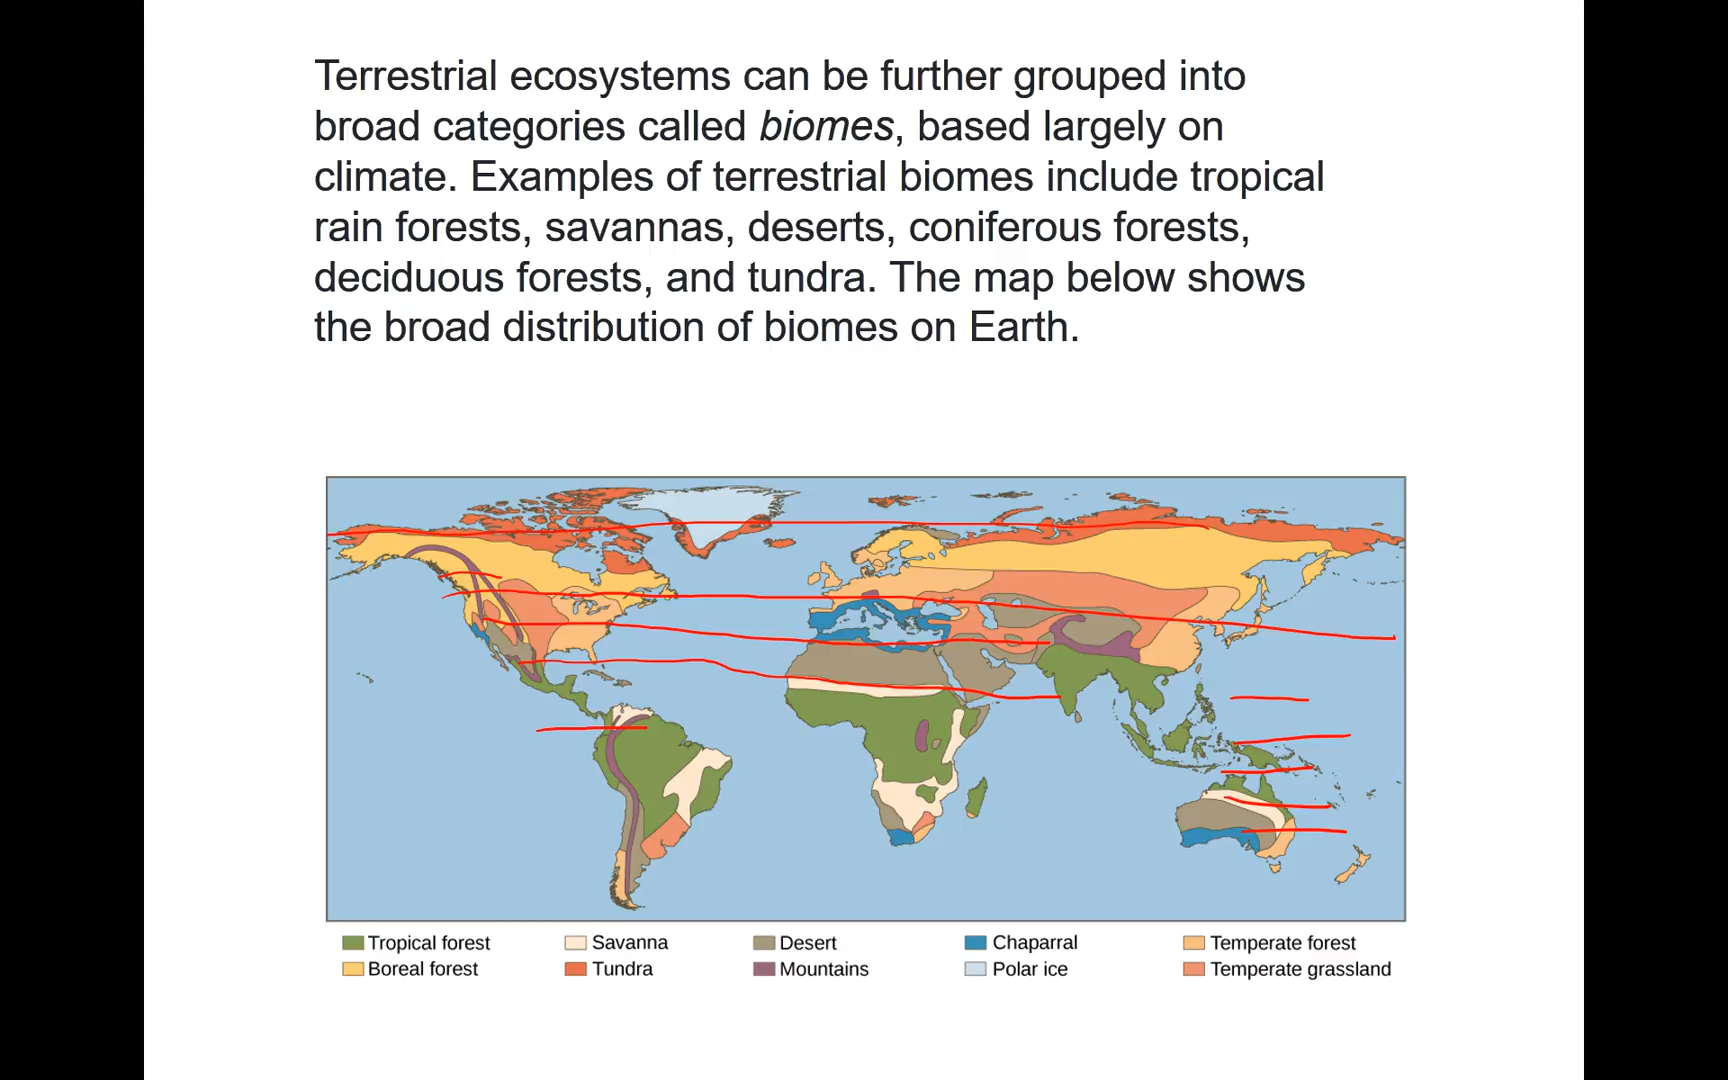 Terrestrial ecosystems can be further grouped into
broad categories called biomes, based largely on
climate. Examples of terrestrial biomes include tropical
rain forests, savannas, deserts, coniferous forests,
deciduous forests, and tundra. The map below shows
the broad distribution of biomes on Earth.
Tropical forest Savanna Desert Chaparral Temperate forest
Boreal forest Tundra Mountains Polar ice Temperate grassland